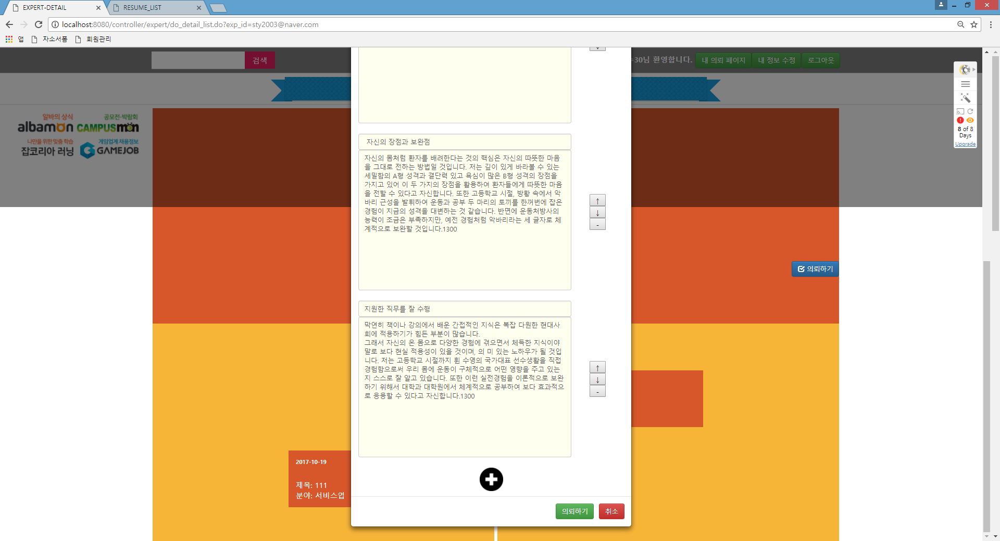 EXPERT-DETAIL
RESUME_LIST
localhost:8080/controller/expert/do_detail_list.do?exp_id=sty2003@naver.com
앱
자소서폼
회원관리
검색
=30님 환영합니다.
내 의뢰 페이지
내 정보 수정
로그아웃
알바의 상식
albamon
공모전·박람회
CAMPUSmon
나만을 위한 맞춤 학습
잡코리아 러닝
게임업계 채용정보
GAMEJOB
8 of 8
Days
Upgrade
자신의 장점과 보완점
자신의 몸처럼 환자를 배려한다는 것의 핵심은 자신의 따뜻한 마음
을 그대로 전하는 방법일 것입니다. 저는 깊이 있게 바라볼 수 있는
세밀함의 A형 성격과 결단력 있고 욕심이 많은 B형 성격의 장점을
가지고 있어 이 두 가지의 장점을 활용하여 환자들에게 따뜻한 마음
을 전할 수 있다고 자신합니다. 또한 고등학교 시절, 방황 속에서 악
바리 근성을 발휘하여 운동과 공부 두 마리의 토끼를 한꺼번에 잡은
경험이 지금의 성격을 대변하는 것 같습니다. 반면에 운동처방사의
능력이 조금은 부족하지만, 예전 경험처럼 악바리라는 세 글자로 체
계적으로 보완할 것입니다.1300
↑
↓
-
의뢰하기
지원한 직무를 잘 수행
막연히 책이나 강의에서 배운 간접적인 지식은 복잡 다원한 현대사
회에 적용하기가 힘든 부분이 많습니다.
그래서 자신의 온 몸으로 다양한 경험에 겪으면서 체득한 지식이야
말로 보다 현실 적용성이 있을 것이며, 의 미 있는 노하우가 될 것입
니다. 저는 고등학교 시절까지 휜 수영의 국가대표 선수생활을 직접
경험함으로써 우리 몸에 운동이 구체적으로 어떤 영향을 주고 있는
지 스스로 잘 알고 있습니다. 또한 이런 실전경험을 이론적으로 보완
하기 위해서 대학과 대학원에서 체계적으로 공부하여 보다 효과적으
로 응용할 수 있다고 자신합니다.1300
↑
↓
-
2017-10-19
제목: 111
분야: 서비스업
의뢰하기
취소